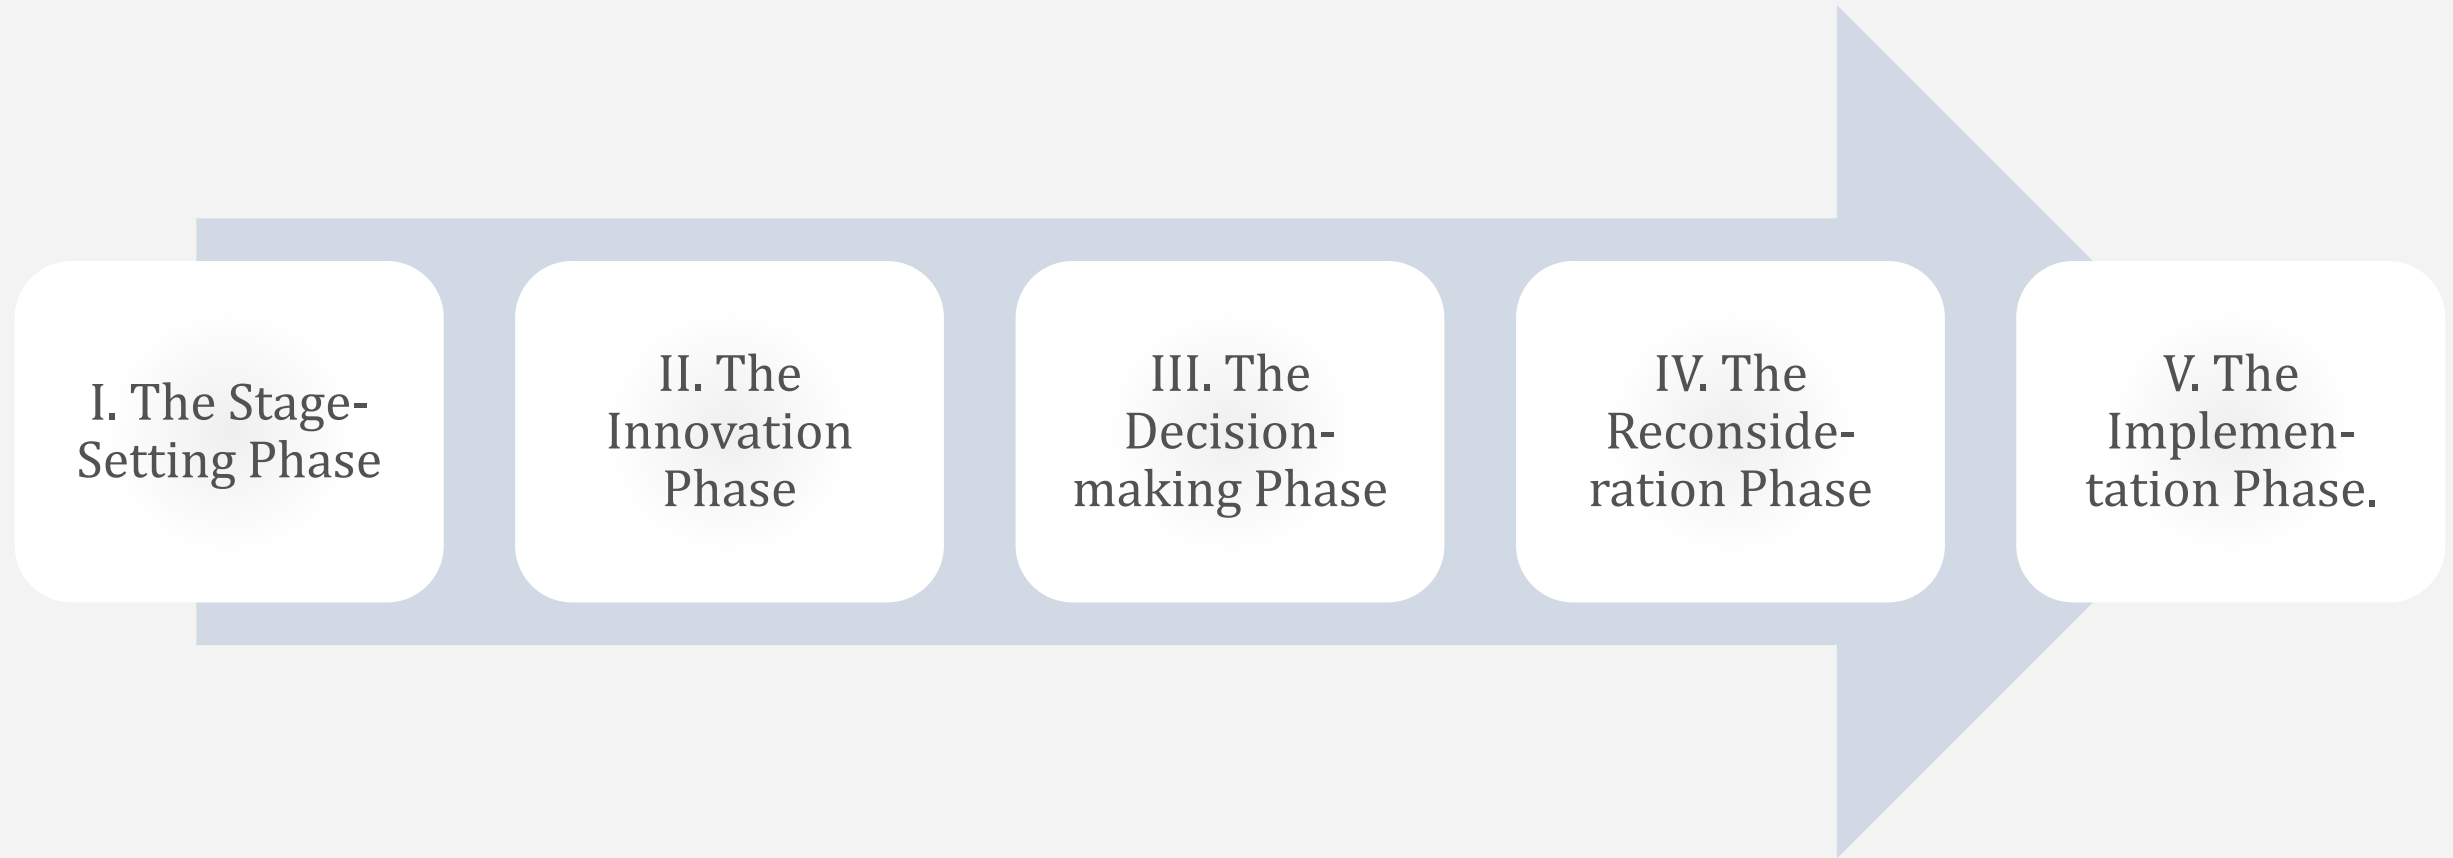 I. The Stage-
Setting Phase
II. The
Innovation
Phase
III. The
Decision-
making Phase
IV. The
Reconside-
ration Phase
V. The
Implemen-
tation Phase.